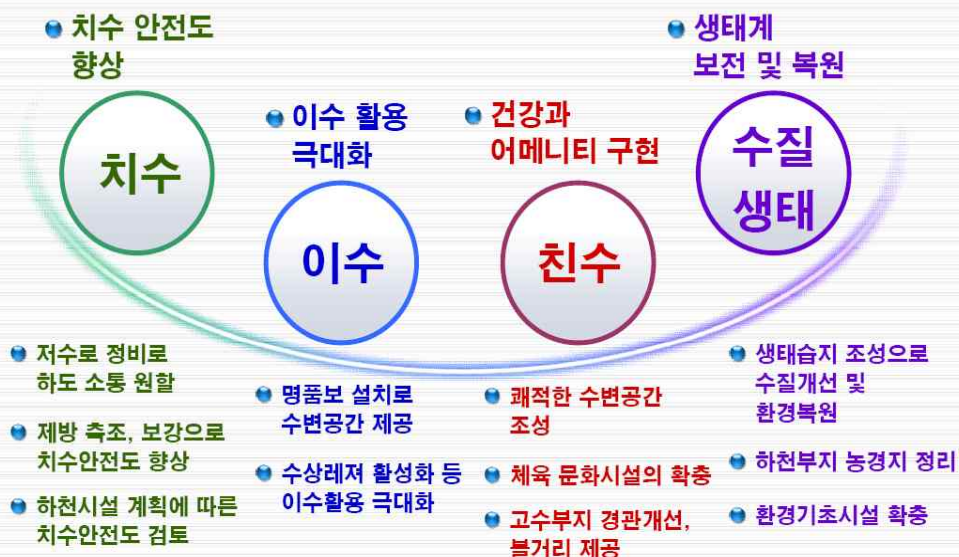 치수 안전도
향상
치수
저수로 정비로
하도 소통 원할
제방 축조, 보강으로
치수안전도 향상
하천시설 계획에 따른
치수안전도 검토
이수 활용
극대화
이수
명품보 설치로
수변공간 제공
수상레져 활성화 등
이수활용 극대화
건강과
어메니티 구현
친수
쾌적한 수변공간
조성
체육 문화시설의 확충
고수부지 경관개선,
볼거리 제공
생태계
보전 및 복원
수질
생태
생태습지 조성으로
수질개선 및
환경복원
하천부지 농경지 정리
환경기초시설 확충